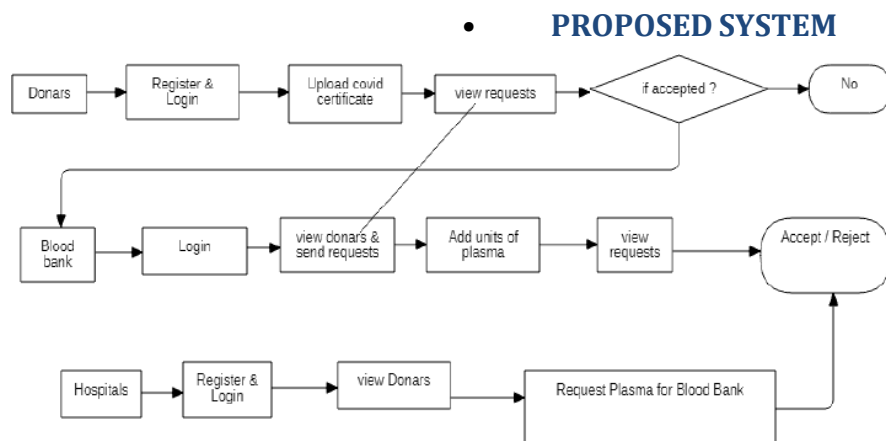 • PROPOSED SYSTEM
Donars
Register &
Login
Upload covid
certificate
view requests
if accepted ?
No
Blood
bank
Login
view donars &
send requests
Add units of
plasma
view
requests
Accept / Reject
Hospitals
Register &
Login
view Donars
Request Plasma for Blood Bank